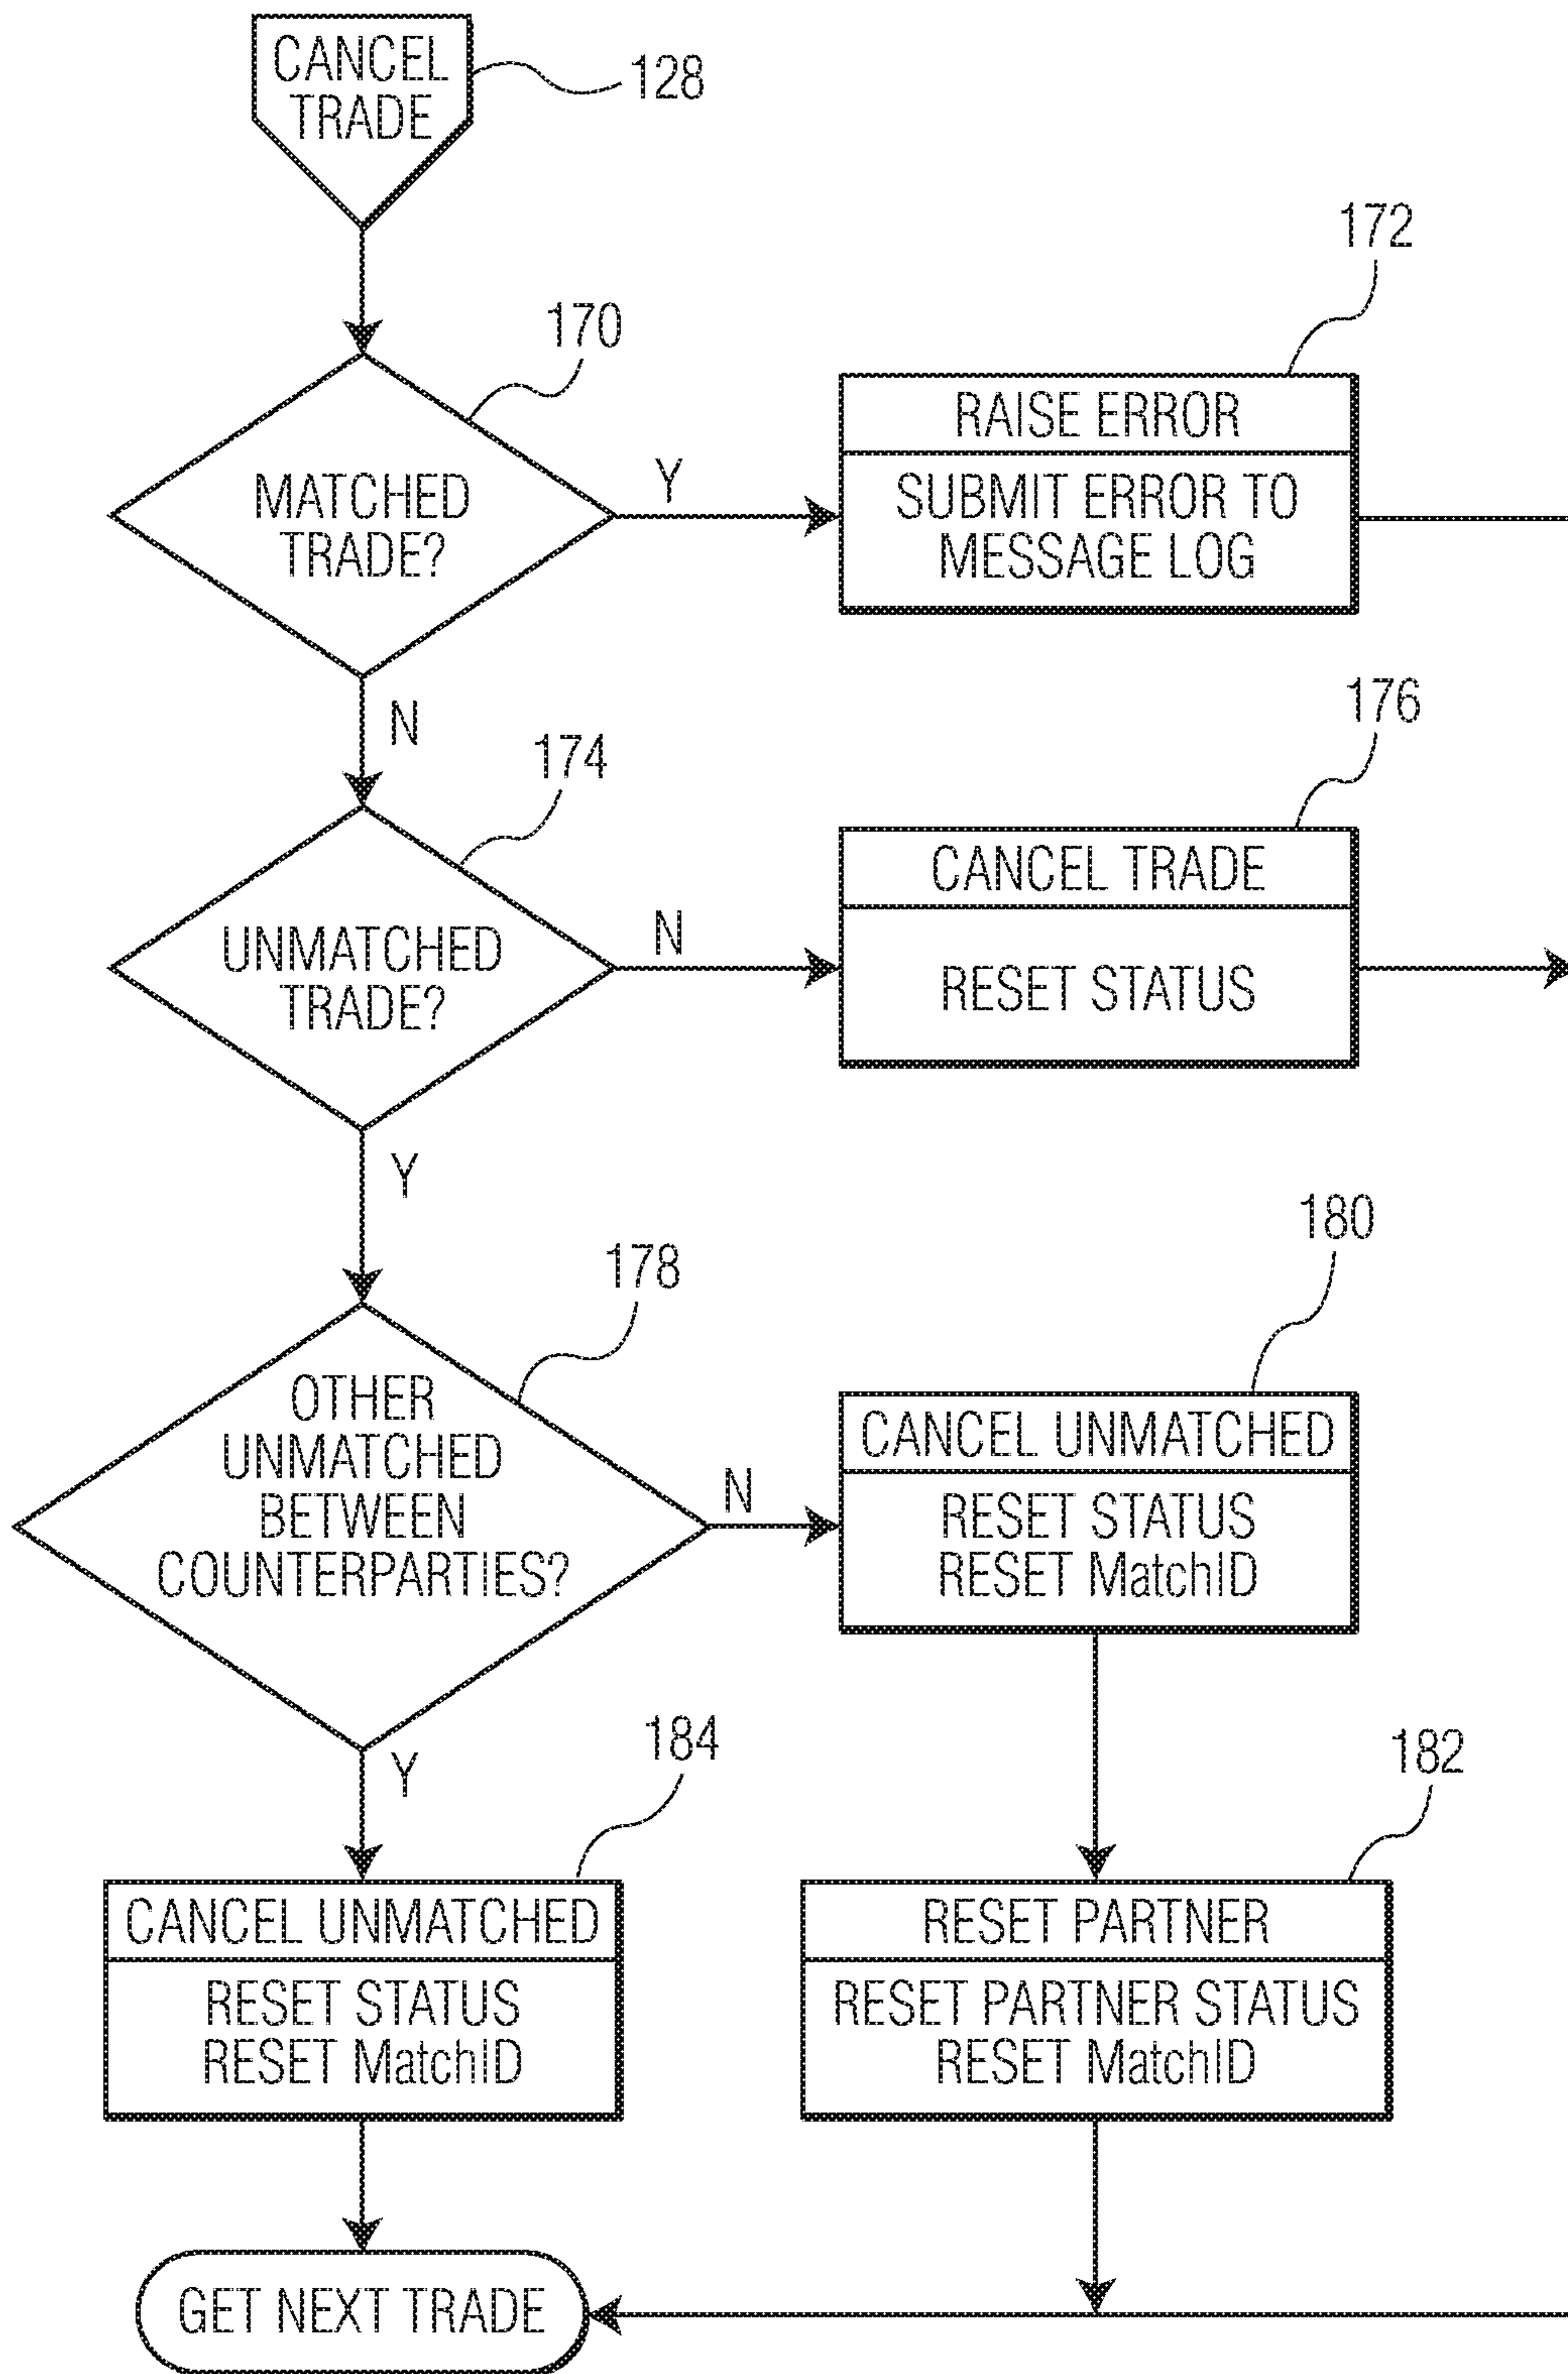 CANCEL
TRADE
128
170
172
MATCHED
TRADE?
Y
RAISE ERROR
SUBMIT ERROR TO
MESSAGE LOG
N
174
176
UNMATCHED
TRADE?
N
CANCEL TRADE
RESET STATUS
Y
178
180
OTHER
UNMATCHED
BETWEEN
COUNTERPARTIES?
N
CANCEL UNMATCHED
RESET STATUS
RESET MatchID
Y
184
182
CANCEL UNMATCHED
RESET STATUS
RESET MatchID
RESET PARTNER
RESET PARTNER STATUS
RESET MatchID
GET NEXT TRADE